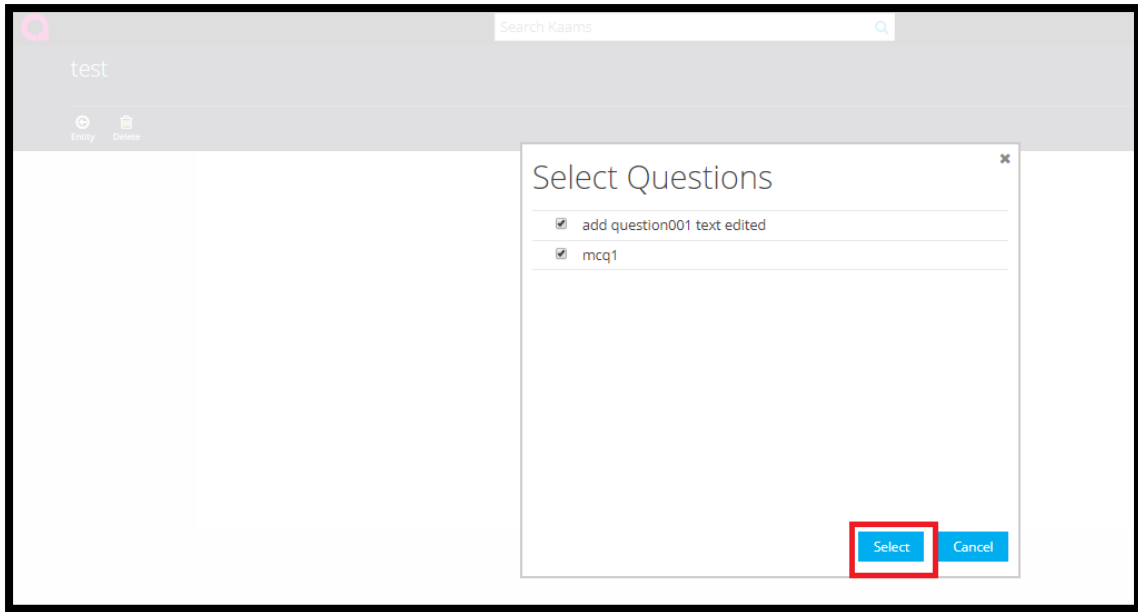 Search Kaams
test
Entity Delete
Select Questions
add question001 text edited
mcq1
Select Cancel